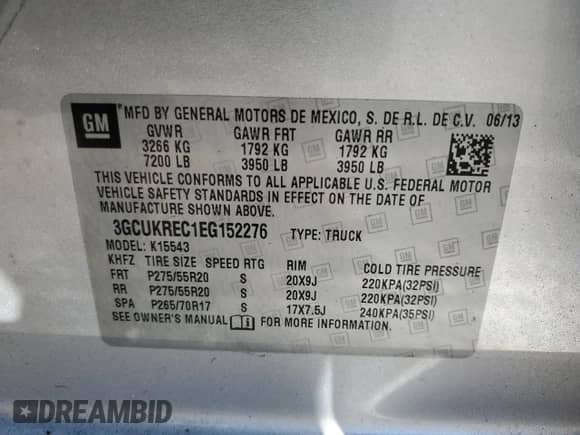 GM
MFD BY GENERAL MOTORS DE MEXICO, S. DE R.L. DE C.V. 06/13
GVWR GAWR FRT GAWR RR
3266 KG 1792 KG 1792 KG
7200 LB 3950 LB 3950 LB
THIS VEHICLE CONFORMS TO ALL APPLICABLE U.S. FEDERAL MOTOR
VEHICLE SAFETY STANDARDS IN EFFECT ON THE DATE OF
MANUFACTURE SHOWN ABOVE.
3GCUKREC1EG152276 TYPE: TRUCK
MODEL: K15543
KHFZ TIRE SIZE SPEED RTG RIM COLD TIRE PRESSURE
FRT P275/55R20 S 20X9J 220KPA(32PSI)
RR P275/55R20 S 20X9J 220KPA(32PSI)
SPA P265/70R17 S 17X7.5J 240KPA(35PSI)
SEE OWNER'S MANUAL FOR MORE INFORMATION.
DREAMBID